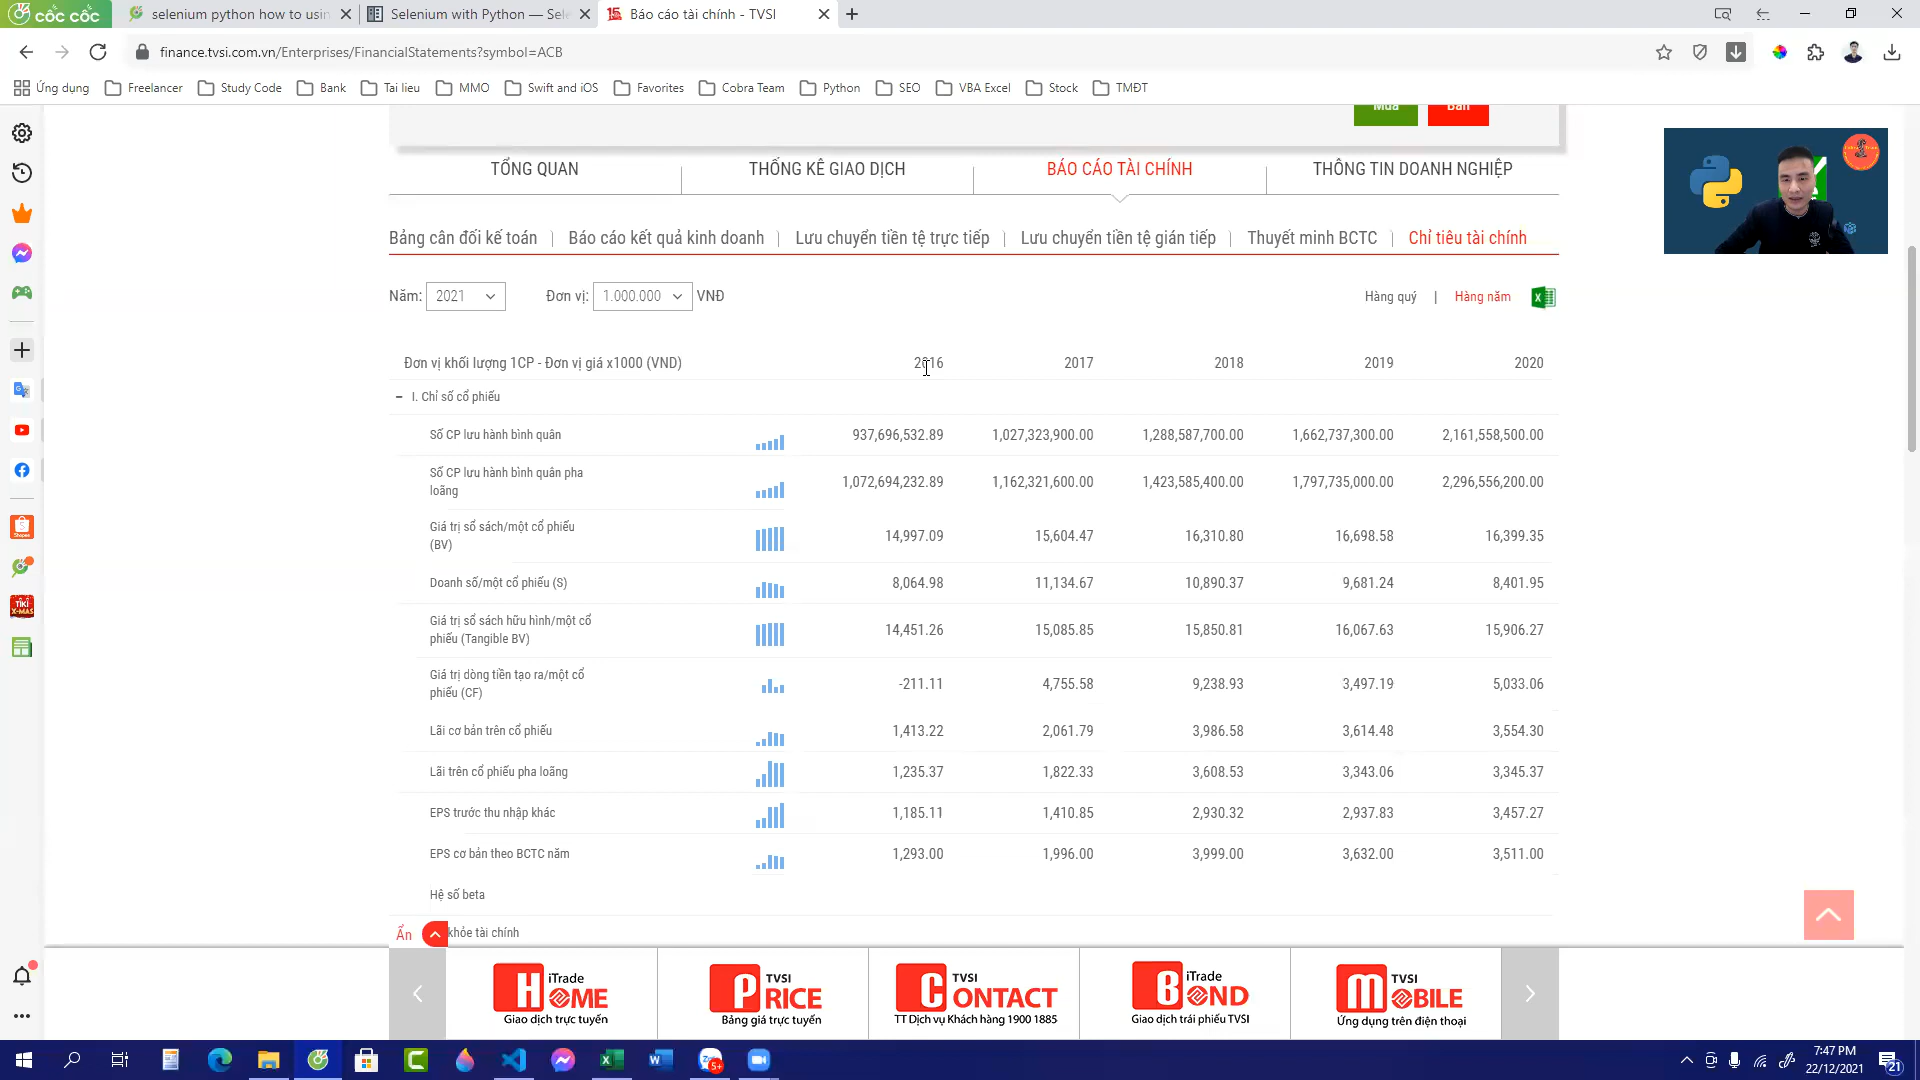 cốc cốc
selenium python how to usin
Selenium with Python — Sele
Báo cáo tài chính - TVSI
finance.tvsi.com.vn/Enterprises/FinancialStatements?symbol=ACB
Ứng dụng
Freelancer
Study Code
Bank
Tai lieu
MMO
Swift and iOS
Favorites
Cobra Team
Python
SEO
VBA Excel
Stock
TMĐT
Mua
Bán
TỔNG QUAN
THỐNG KÊ GIAO DỊCH
BÁO CÁO TÀI CHÍNH
THÔNG TIN DOANH NGHIỆP
Bảng cân đối kế toán
Báo cáo kết quả kinh doanh
Lưu chuyển tiền tệ trực tiếp
Lưu chuyển tiền tệ gián tiếp
Thuyết minh BCTC
Chỉ tiêu tài chính
Năm: 2021
Đơn vị: 1.000.000 VNĐ
Hàng quý | Hàng năm
Đơn vị khối lượng 1CP - Đơn vị giá x1000 (VND) 2016 2017 2018 2019 2020
I. Chỉ số cổ phiếu
Số CP lưu hành bình quân 937,696,532.89 1,027,323,900.00 1,288,587,700.00 1,662,737,300.00 2,161,558,500.00
Số CP lưu hành bình quân pha
loãng 1,072,694,232.89 1,162,321,600.00 1,423,585,400.00 1,797,735,000.00 2,296,556,200.00
Giá trị sổ sách/một cổ phiếu
(BV) 14,997.09 15,604.47 16,310.80 16,698.58 16,399.35
Doanh số/một cổ phiếu (S) 8,064.98 11,134.67 10,890.37 9,681.24 8,401.95
Giá trị sổ sách hữu hình/một cổ
phiếu (Tangible BV) 14,451.26 15,085.85 15,850.81 16,067.63 15,906.27
Giá trị dòng tiền tạo ra/một cổ
phiếu (CF) -211.11 4,755.58 9,238.93 3,497.19 5,033.06
Lãi cơ bản trên cổ phiếu 1,413.22 2,061.79 3,986.58 3,614.48 3,554.30
Lãi trên cổ phiếu pha loãng 1,235.37 1,822.33 3,608.53 3,343.06 3,345.37
EPS trước thu nhập khác 1,185.11 1,410.85 2,930.32 2,937.83 3,457.27
EPS cơ bản theo BCTC năm 1,293.00 1,996.00 3,999.00 3,632.00 3,511.00
Hệ số beta
Ẩn
khỏe tài chính
iTrade
HOME
Giao dịch trực tuyến
TVSI
PRICE
Bảng giá trực tuyến
TVSI
CONTACT
TT Dịch vụ Khách hàng 1900 1885
iTrade
BOND
Giao dịch trái phiếu TVSI
TVSI
MOBILE
Ứng dụng trên điện thoại
7:47 PM
22/12/2021
21